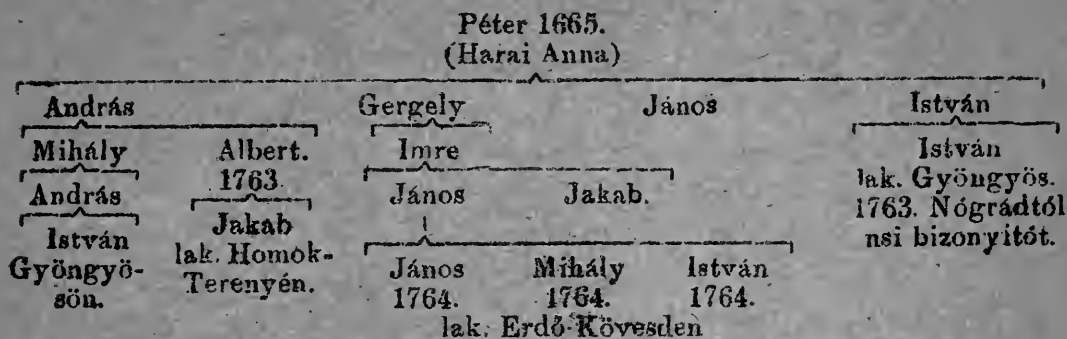 Péter 1665.
(Harai Anna)
András Gergely János István
Mihály Albert. Imre István
András 1763. János Jakab. lak. Gyöngyös.
István Jakab 1763. Nógrádtól
Gyöngyö- lak. Homok- János Mihály István nsi bizonyitót.
sön. Terenyén. 1764. 1764. 1764.
lak. Erdő-Kövesden